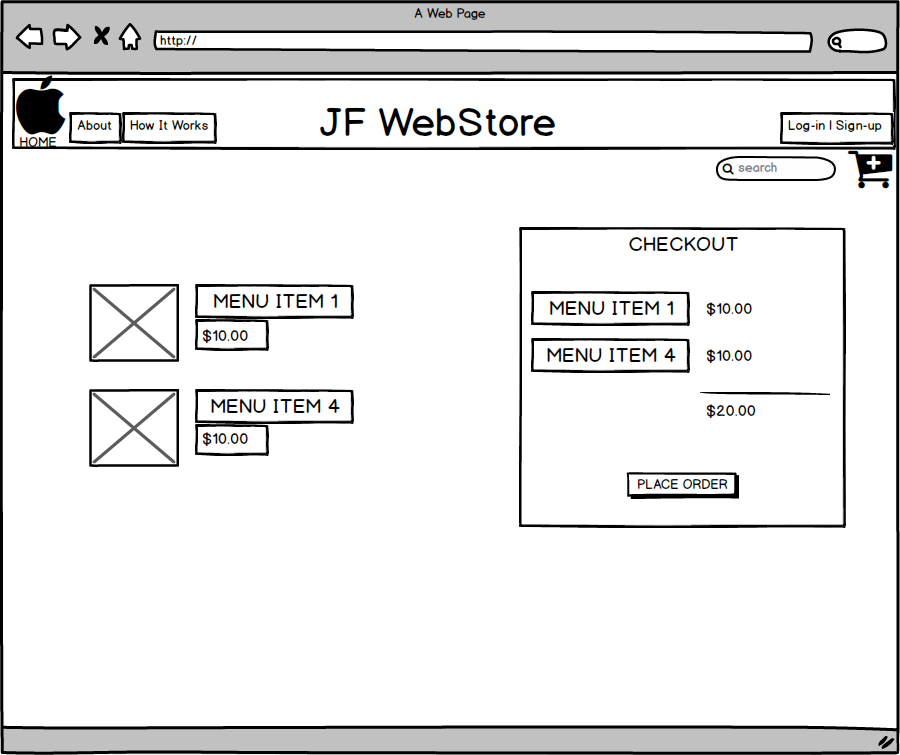 A Web Page
http://
JF WebStore
About
How It Works
Log-in | Sign-up
HOME
search
CHECKOUT
MENU ITEM 1
$10.00
MENU ITEM 4
$10.00
MENU ITEM 1 $10.00
MENU ITEM 4 $10.00
$20.00
PLACE ORDER